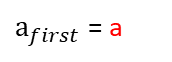 a_first = a